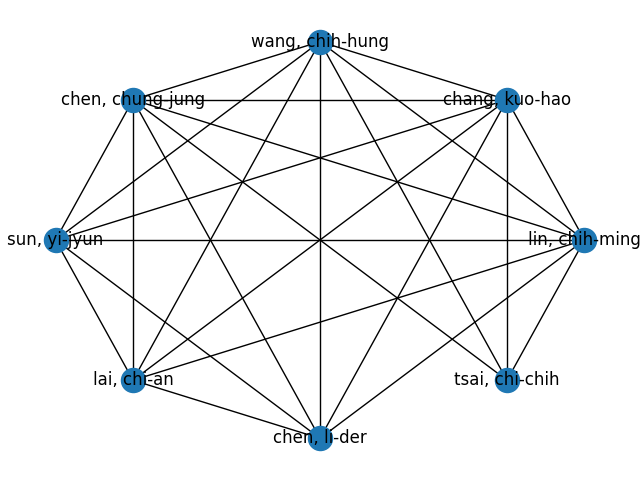 wang, chih-hung
chen, chung-jung
chang, kuo-hao
sun, yi-jyun
lin, chih-ming
lai, chi-an
tsai, chi-chih
chen, li-der